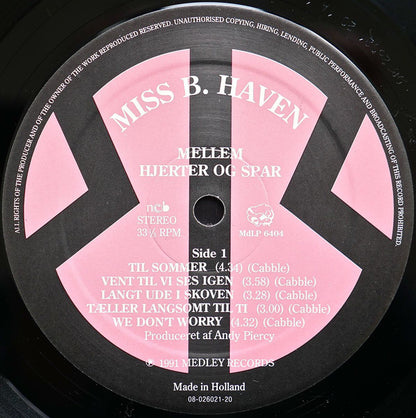 ALL RIGHTS OF THE PRODUCER AND OF THE OWNER OF THE WORK REPRODUCED RESERVED. UNAUTHORISED COPYING, HIRING, LENDING, PUBLIC PERFORMANCE AND BROADCASTING OF THIS RECORD PROHIBITED.
MISS B. HAVEN
MELLEM
HJERTER OG SPAR
ncb
STEREO
33⅓ RPM
MdLP 6404
Side 1
TIL SOMMER (4.34) (Cabble)
VENT TIL VI SES IGEN (3.58) (Cabble)
LANGT UDE I SKOVEN (3.28) (Cabble)
TÆLLER LANGSOMT TIL TI (3.00) (Cabble)
WE DON'T WORRY (4.32) (Cabble)
Produceret af Andy Piercy
℗ 1991 MEDLEY RECORDS
Made in Holland
08-026021-20